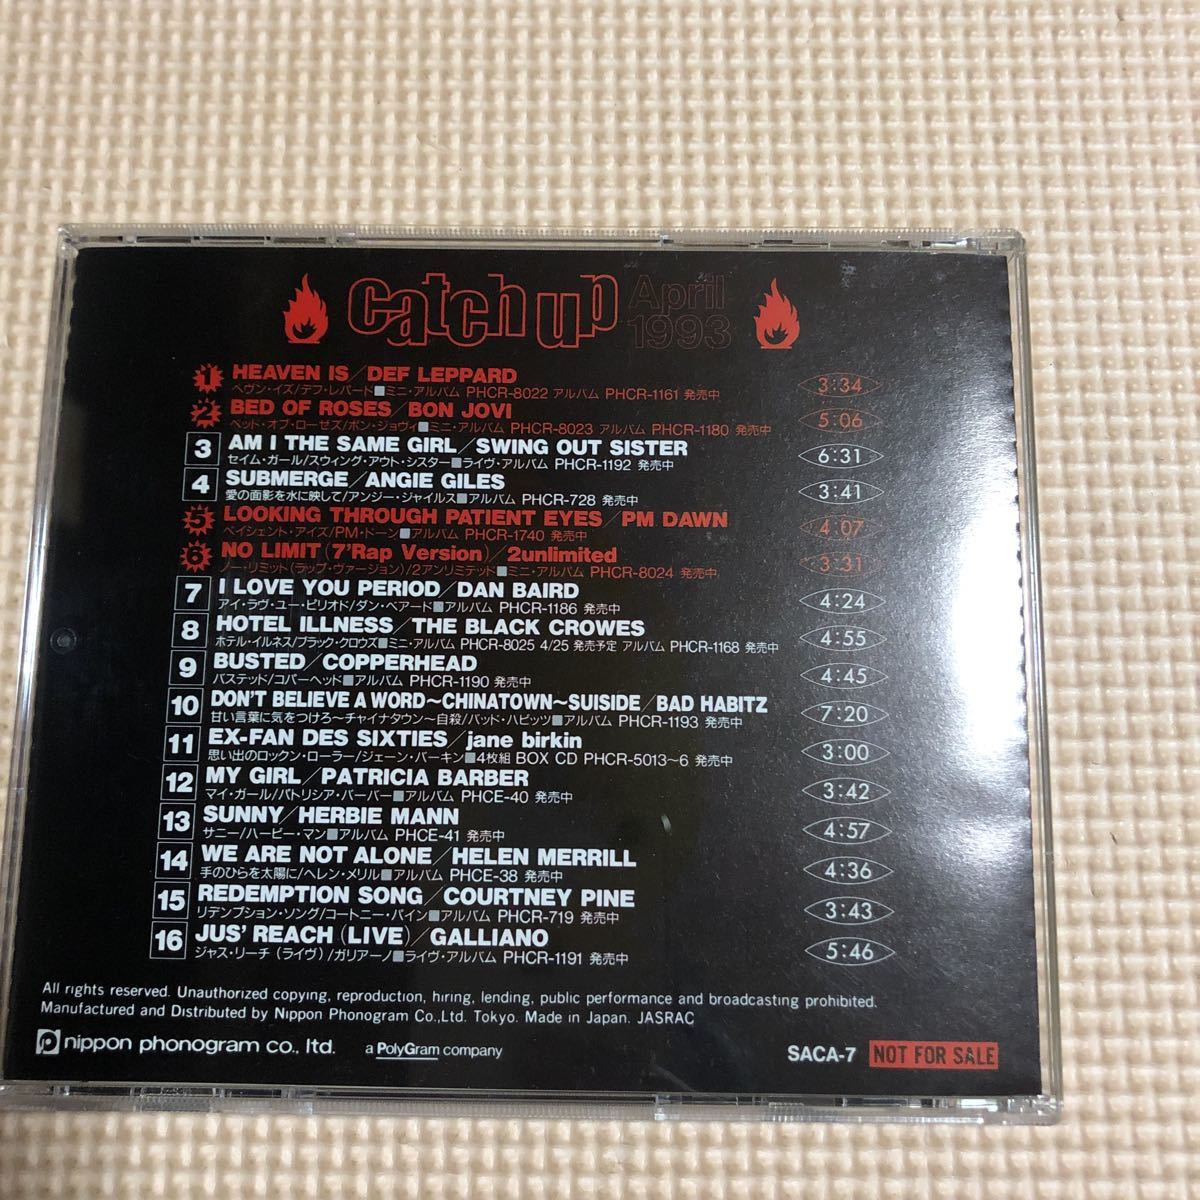 catch up April 1993
1 HEAVEN IS/DEF LEPPARD 3:34
ヘヴン・イズ/デフ・レパード■ミニ・アルバム PHCR-8022 アルバム PHCR-1161 発売中
2 BED OF ROSES/BON JOVI 5:06
ベッド・オブ・ローゼズ/ボン・ジョヴィ■ミニ・アルバム PHCR-8023 アルバム PHCR-1180 発売中
3 AM I THE SAME GIRL/SWING OUT SISTER 6:31
セイム・ガール/スウィング・アウト・シスター■ライヴ・アルバム PHCR-1192 発売中
4 SUBMERGE/ANGIE GILES 3:41
愛の面影を水に映して/アンジー・ジャイルス■アルバム PHCR-728 発売中
5 LOOKING THROUGH PATIENT EYES/PM DAWN 4:07
ペイシェント・アイズ/PM・ドーン■アルバム PHCR-1740 発売中
6 NO LIMIT (7'Rap Version)/2unlimited 3:31
ノー・リミット(ラップ・ヴァージョン)/2アンリミテッド■ミニ・アルバム PHCR-8024 発売中
7 I LOVE YOU PERIOD/DAN BAIRD 4:24
アイ・ラヴ・ユー・ピリオド/ダン・ベアード■アルバム PHCR-1186 発売中
8 HOTEL ILLNESS/THE BLACK CROWES 4:55
ホテル・イルネス/ブラック・クロウズ■ミニ・アルバム PHCR-8025 4/25 発売予定 アルバム PHCR-1168 発売中
9 BUSTED/COPPERHEAD 4:45
バステッド/コパーヘッド■アルバム PHCR-1190 発売中
10 DON'T BELIEVE A WORD~CHINATOWN~SUISIDE/BAD HABITZ 7:20
甘い言葉に気をつけろ~チャイナタウン~自殺/バッド・ハビッツ■アルバム PHCR-1193 発売中
11 EX-FAN DES SIXTIES/jane birkin 3:00
思い出のロックン・ローラー/ジェーン・バーキン■4枚組 BOX CD PHCR-5013~6 発売中
12 MY GIRL/PATRICIA BARBER 3:42
マイ・ガール/パトリシア・バーバー■アルバム PHCE-40 発売中
13 SUNNY/HERBIE MANN 4:57
サニー/ハービー・マン■アルバム PHCE-41 発売中
14 WE ARE NOT ALONE/HELEN MERRILL 4:36
手のひらを太陽に/ヘレン・メリル■アルバム PHCE-38 発売中
15 REDEMPTION SONG/COURTNEY PINE 3:43
リデンプション・ソング/コートニー・パイン■アルバム PHCR-719 発売中
16 JUS' REACH (LIVE)/GALLIANO 5:46
ジャス・リーチ (ライヴ)/ガリアーノ■ライヴ・アルバム PHCR-1191 発売中
All rights reserved. Unauthorized copying, reproduction, hiring, lending, public performance and broadcasting prohibited.
Manufactured and Distributed by Nippon Phonogram Co.,Ltd. Tokyo. Made in Japan. JASRAC
nippon phonogram co., ltd. a PolyGram company SACA-7 NOT FOR SALE